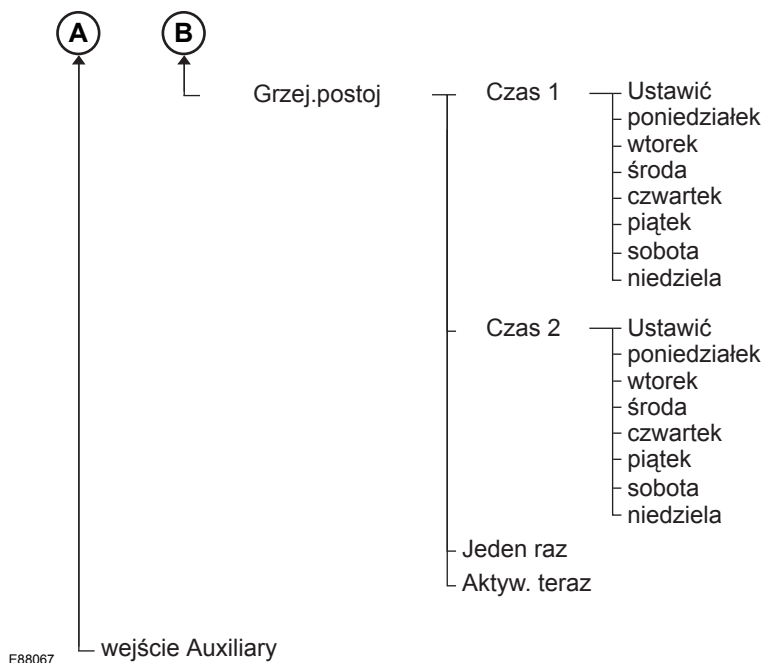 A B
Grzej.postoj Czas 1 Ustawić
poniedziałek
wtorek
środa
czwartek
piątek
sobota
niedziela
Czas 2 Ustawić
poniedziałek
wtorek
środa
czwartek
piątek
sobota
niedziela
Jeden raz
Aktyw. teraz
wejście Auxiliary
E88067